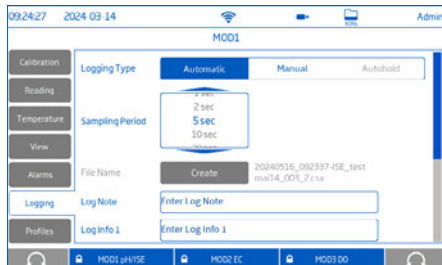 09:24:27 2024-03-14 60% Admin
MOD1
Calibration
Logging Type Automatic Manual Autohold
Reading
2 sec
Temperature
Sampling Period 5 sec
10 sec
View
Alarms
File Name Create 20240516_092337-ISE_test
mai14_003_2.csv
Logging
Log Note Enter Log Note
Profiles
Log Info 1 Enter Log Info 1
MOD1 pH/ISE MOD2 EC MOD3 DO